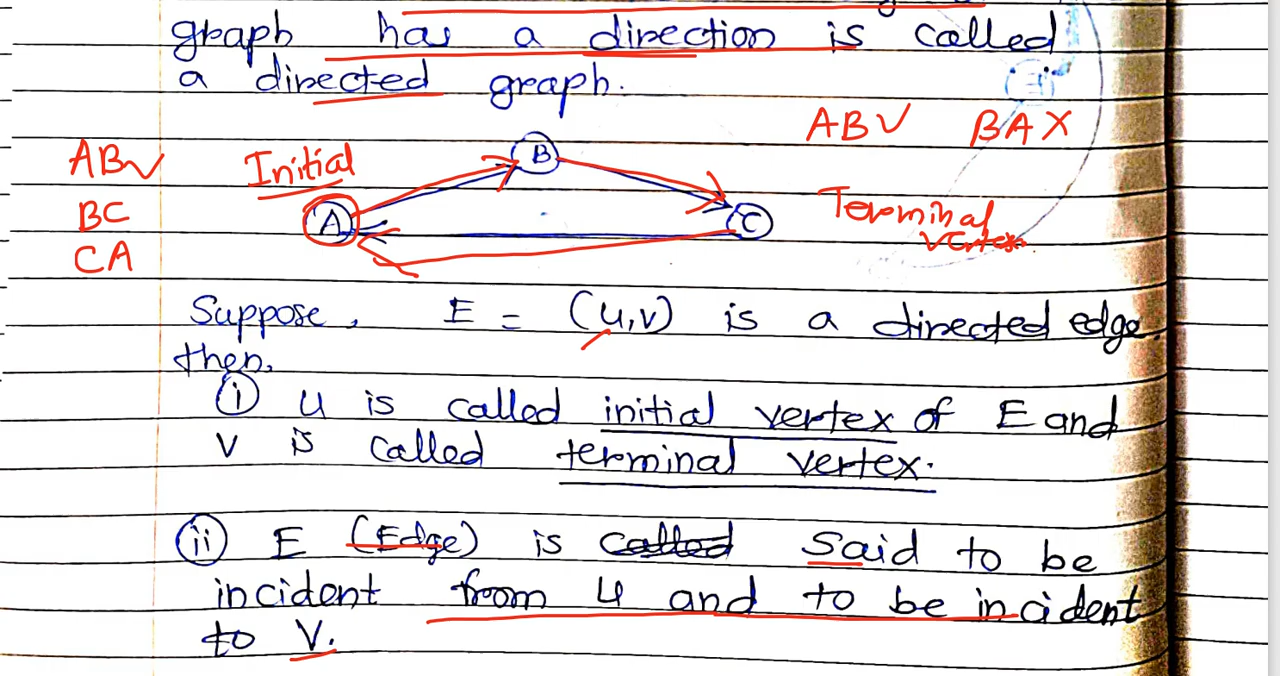 graph has a direction is called
a directed graph.
ABV BAX
AB✓ Initial B
BC A C Terminal
vertex
CA
Suppose, E = (u,v) is a directed edge.
then,
(i) u is called initial vertex of E and
v is called terminal vertex.
(ii) E (Edge) is called said to be
incident from u and to be incident
to v.